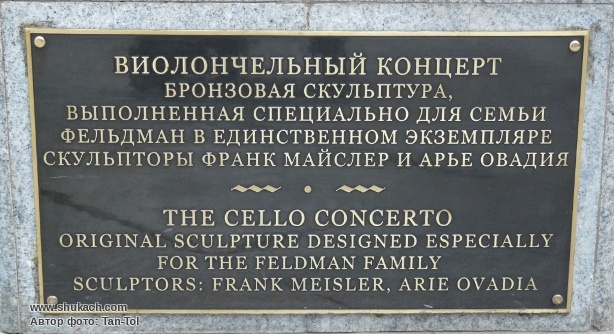 ВИОЛОНЧЕЛЬНЫЙ КОНЦЕРТ
БРОНЗОВАЯ СКУЛЬПТУРА,
ВЫПОЛНЕННАЯ СПЕЦИАЛЬНО ДЛЯ СЕМЬИ
ФЕЛЬДМАН В ЕДИНСТВЕННОМ ЭКЗЕМПЛЯРЕ
СКУЛЬПТОРЫ ФРАНК МАЙСЛЕР И АРЬЕ ОВАДИЯ
THE CELLO CONCERTO
ORIGINAL SCULPTURE DESIGNED ESPECIALLY
FOR THE FELDMAN FAMILY
SCULPTORS: FRANK MEISLER, ARIE OVADIA
www.shukach.com
Автор фото: Tan-Tol